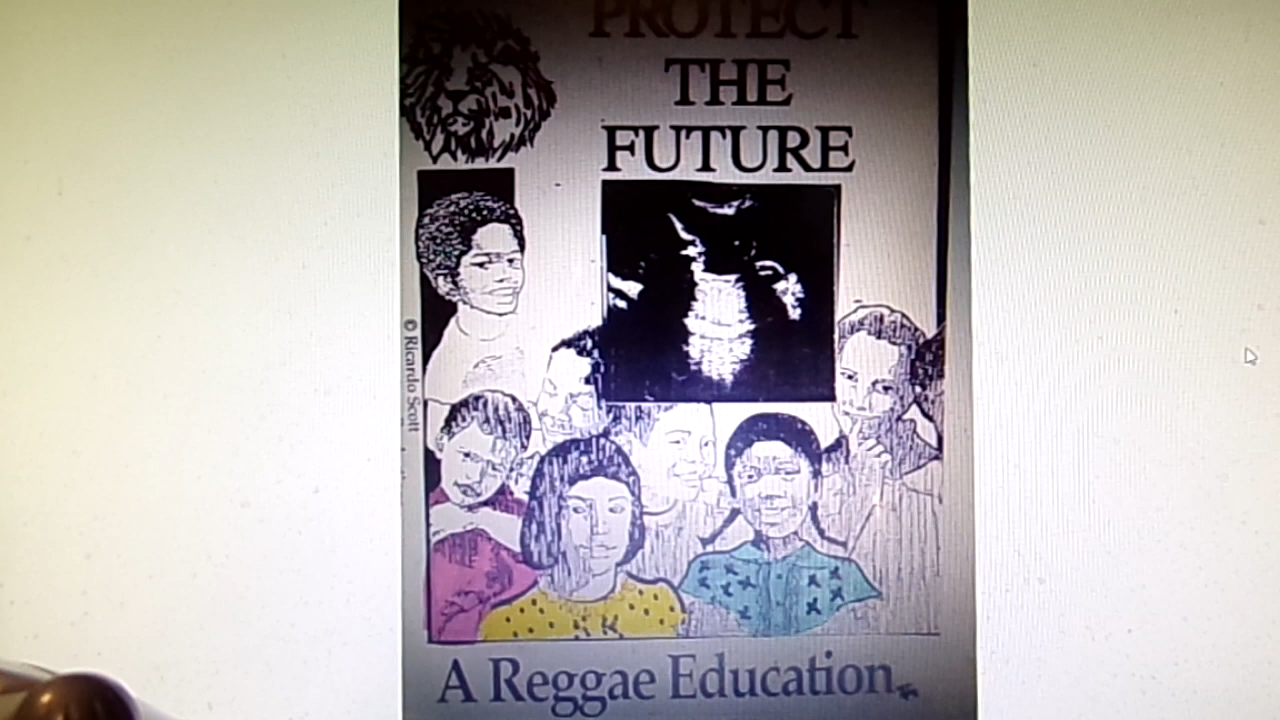 PROTECT
THE
FUTURE
© Ricardo Scott
A Reggae Education